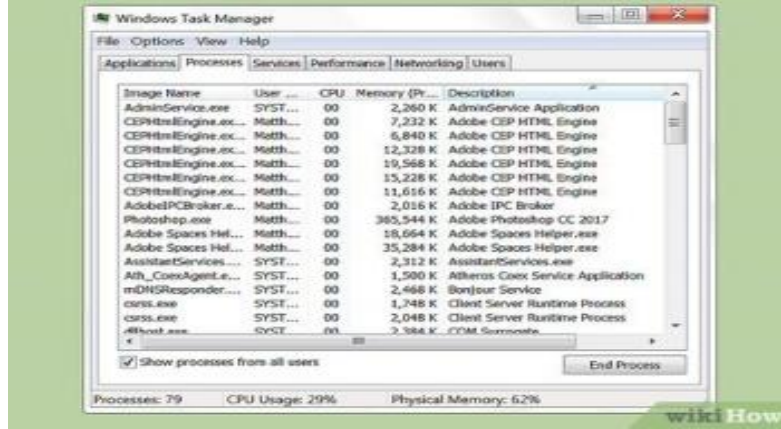 Windows Task Manager
File Options View Help
Applications Processes Services Performance Networking Users
Image Name User ... CPU Memory (Pr... Description
AdminService.exe SYST... 00 2,260 K AdminService Application
CEPHtmlEngine.ex... Matth... 00 7,232 K Adobe CEP HTML Engine
CEPHtmlEngine.ex... Matth... 00 6,840 K Adobe CEP HTML Engine
CEPHtmlEngine.ex... Matth... 00 12,328 K Adobe CEP HTML Engine
CEPHtmlEngine.ex... Matth... 00 19,568 K Adobe CEP HTML Engine
CEPHtmlEngine.ex... Matth... 00 15,228 K Adobe CEP HTML Engine
CEPHtmlEngine.ex... Matth... 00 11,616 K Adobe CEP HTML Engine
AdobeIPCBroker.e... Matth... 00 2,016 K Adobe IPC Broker
Photoshop.exe Matth... 00 365,544 K Adobe Photoshop CC 2017
Adobe Spaces Hel... Matth... 00 18,664 K Adobe Spaces Helper.exe
Adobe Spaces Hel... Matth... 00 35,284 K Adobe Spaces Helper.exe
AssistantServices.... SYST... 00 2,312 K AssistantServices.exe
Ath_CoexAgent.e... SYST... 00 1,500 K Atheros Coex Service Application
mDNSResponder.... SYST... 00 2,468 K Bonjour Service
csrss.exe SYST... 00 1,748 K Client Server Runtime Process
csrss.exe SYST... 00 2,048 K Client Server Runtime Process
dllhost.exe SYST... 00 2,384 K COM Surrogate
Show processes from all users End Process
Processes: 79 CPU Usage: 29% Physical Memory: 62%
wikiHow